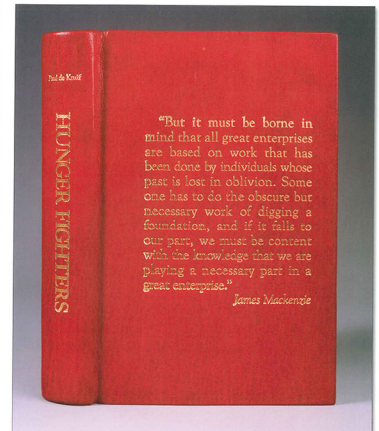 Paul de Kruif
HUNGER FIGHTERS
“But it must be borne in
mind that all great enterprises
are based on work that has
been done by individuals whose
past is lost in oblivion. Some
one has to do the obscure but
necessary work of digging a
foundation, and if it falls to
our part, we must be content
with the knowledge that we are
playing a necessary part in a
great enterprise.”
James Mackenzie